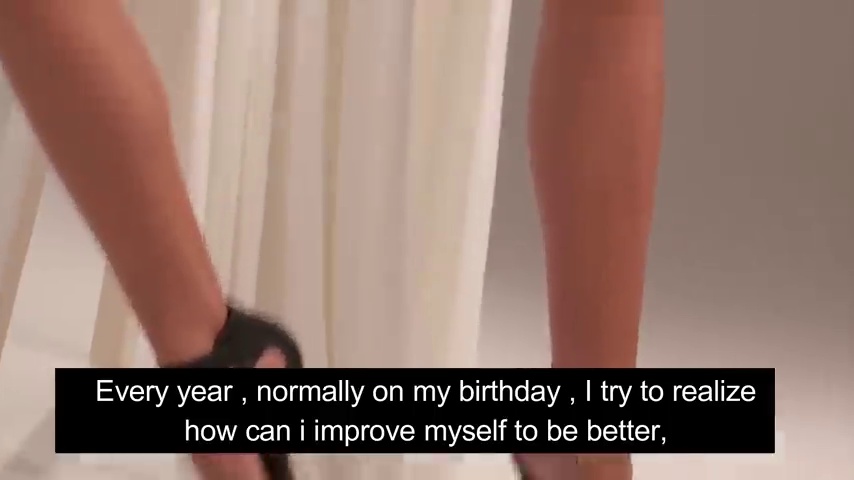 Every year , normally on my birthday , I try to realize
how can i improve myself to be better,